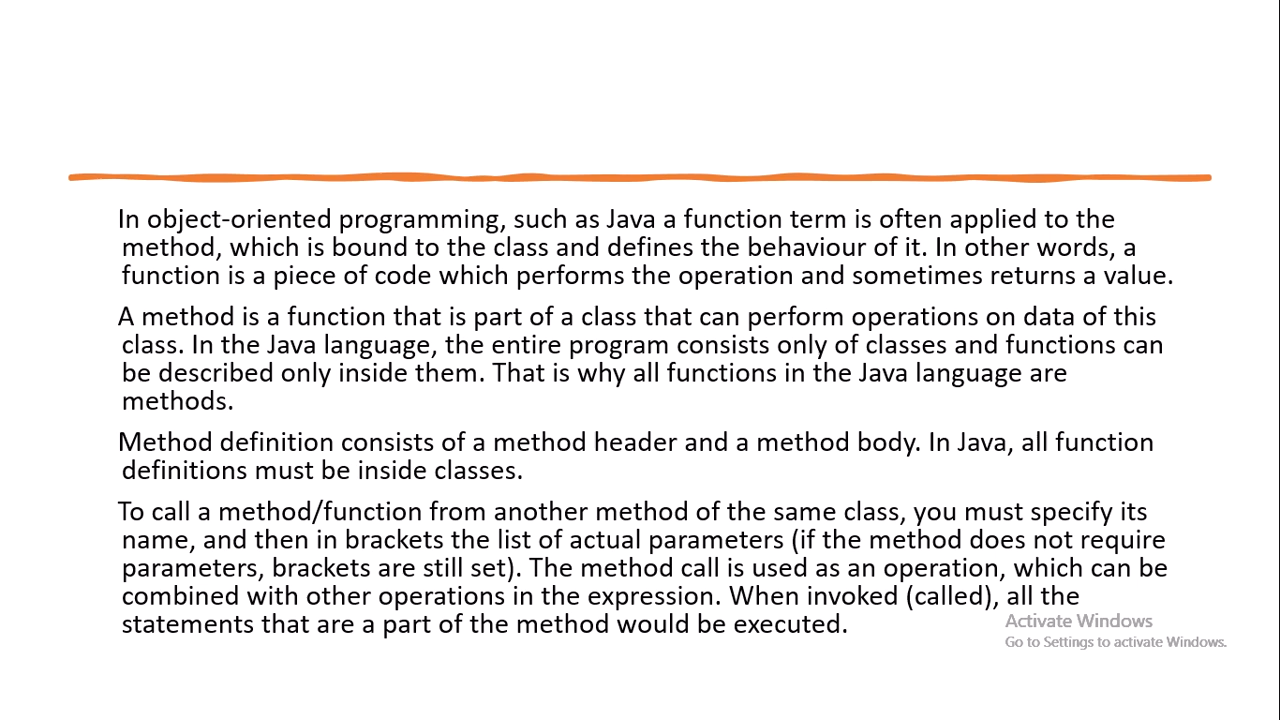 In object-oriented programming, such as Java a function term is often applied to the
method, which is bound to the class and defines the behaviour of it. In other words, a
function is a piece of code which performs the operation and sometimes returns a value.
A method is a function that is part of a class that can perform operations on data of this
class. In the Java language, the entire program consists only of classes and functions can
be described only inside them. That is why all functions in the Java language are
methods.
Method definition consists of a method header and a method body. In Java, all function
definitions must be inside classes.
To call a method/function from another method of the same class, you must specify its
name, and then in brackets the list of actual parameters (if the method does not require
parameters, brackets are still set). The method call is used as an operation, which can be
combined with other operations in the expression. When invoked (called), all the
statements that are a part of the method would be executed.
Activate Windows
Go to Settings to activate Windows.